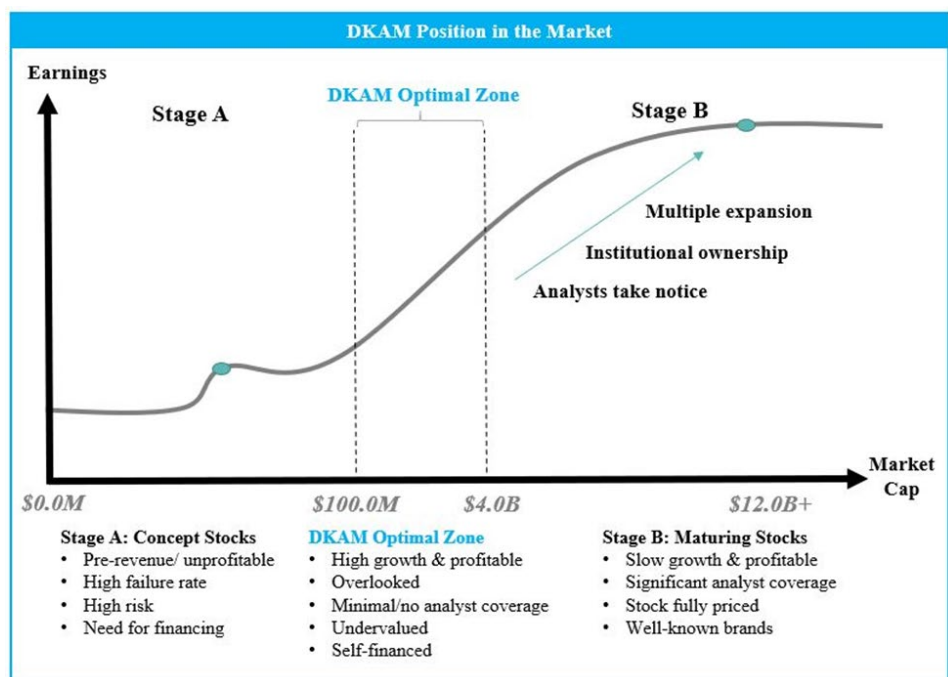 DKAM Position in the Market
Earnings
Stage A
DKAM Optimal Zone
Stage B
Multiple expansion
Institutional ownership
Analysts take notice
Market
Cap
$0.0M
$100.0M
$4.0B
$12.0B+
Stage A: Concept Stocks
• Pre-revenue/ unprofitable
• High failure rate
• High risk
• Need for financing
DKAM Optimal Zone
• High growth & profitable
• Overlooked
• Minimal/no analyst coverage
• Undervalued
• Self-financed
Stage B: Maturing Stocks
• Slow growth & profitable
• Significant analyst coverage
• Stock fully priced
• Well-known brands